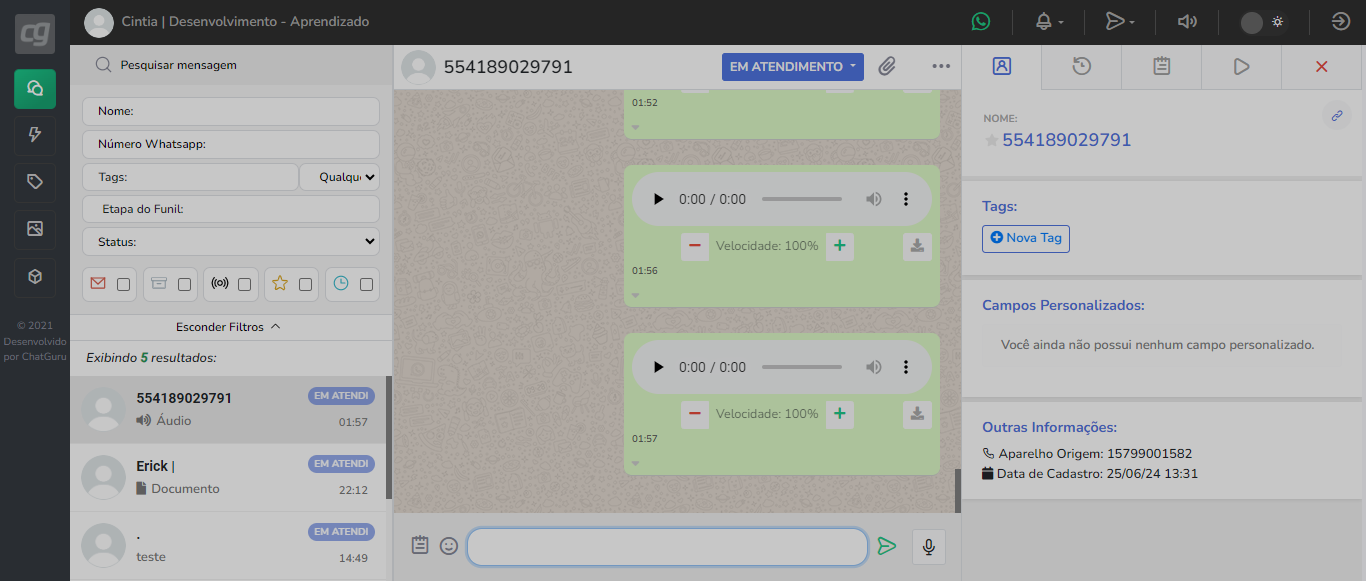 cg
Cintia | Desenvolvimento - Aprendizado
Pesquisar mensagem
Nome:
Número Whatsapp:
Tags:
Qualque
Etapa do Funil:
Status:
Esconder Filtros
Exibindo 5 resultados:
554189029791
EM ATENDI
Áudio
01:57
Erick |
EM ATENDI
Documento
22:12
.
EM ATENDI
teste
14:49
© 2021
Desenvolvido
por ChatGuru
554189029791
EM ATENDIMENTO
01:52
0:00 / 0:00
Velocidade: 100%
01:56
0:00 / 0:00
Velocidade: 100%
01:57
NOME:
554189029791
Tags:
Nova Tag
Campos Personalizados:
Você ainda não possui nenhum campo personalizado.
Outras Informações:
Aparelho Origem: 15799001582
Data de Cadastro: 25/06/24 13:31